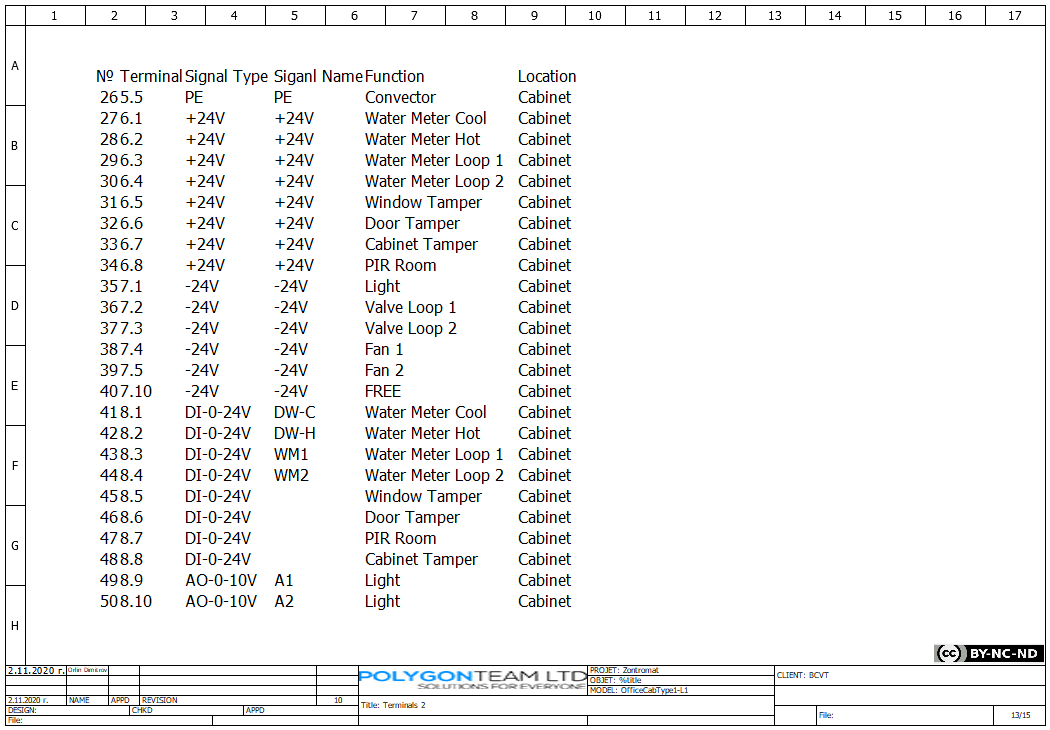 1 2 3 4 5 6 7 8 9 10 11 12 13 14 15 16 17
A
B
C
D
E
F
G
H
№ Terminal Signal Type Siganl Name Function Location
26 5.5 PE PE Convector Cabinet
27 6.1 +24V +24V Water Meter Cool Cabinet
28 6.2 +24V +24V Water Meter Hot Cabinet
29 6.3 +24V +24V Water Meter Loop 1 Cabinet
30 6.4 +24V +24V Water Meter Loop 2 Cabinet
31 6.5 +24V +24V Window Tamper Cabinet
32 6.6 +24V +24V Door Tamper Cabinet
33 6.7 +24V +24V Cabinet Tamper Cabinet
34 6.8 +24V +24V PIR Room Cabinet
35 7.1 -24V -24V Light Cabinet
36 7.2 -24V -24V Valve Loop 1 Cabinet
37 7.3 -24V -24V Valve Loop 2 Cabinet
38 7.4 -24V -24V Fan 1 Cabinet
39 7.5 -24V -24V Fan 2 Cabinet
40 7.10 -24V -24V FREE Cabinet
41 8.1 DI-0-24V DW-C Water Meter Cool Cabinet
42 8.2 DI-0-24V DW-H Water Meter Hot Cabinet
43 8.3 DI-0-24V WM1 Water Meter Loop 1 Cabinet
44 8.4 DI-0-24V WM2 Water Meter Loop 2 Cabinet
45 8.5 DI-0-24V Window Tamper Cabinet
46 8.6 DI-0-24V Door Tamper Cabinet
47 8.7 DI-0-24V PIR Room Cabinet
48 8.8 DI-0-24V Cabinet Tamper Cabinet
49 8.9 AO-0-10V A1 Light Cabinet
50 8.10 AO-0-10V A2 Light Cabinet
cc BY-NC-ND
2.11.2020 г. Orlin Dimitrov
2.11.2020 г. NAME APPD REVISION 10
DESIGN: CHKD APPD
File:
POLYGONTEAM LTD
SOLUTIONS FOR EVERYONE
Title: Terminals 2
PROJET: Zontromat
OBJET: %title
MODEL: OfficeCabType1-L1
CLIENT: BCVT
File: 13/15